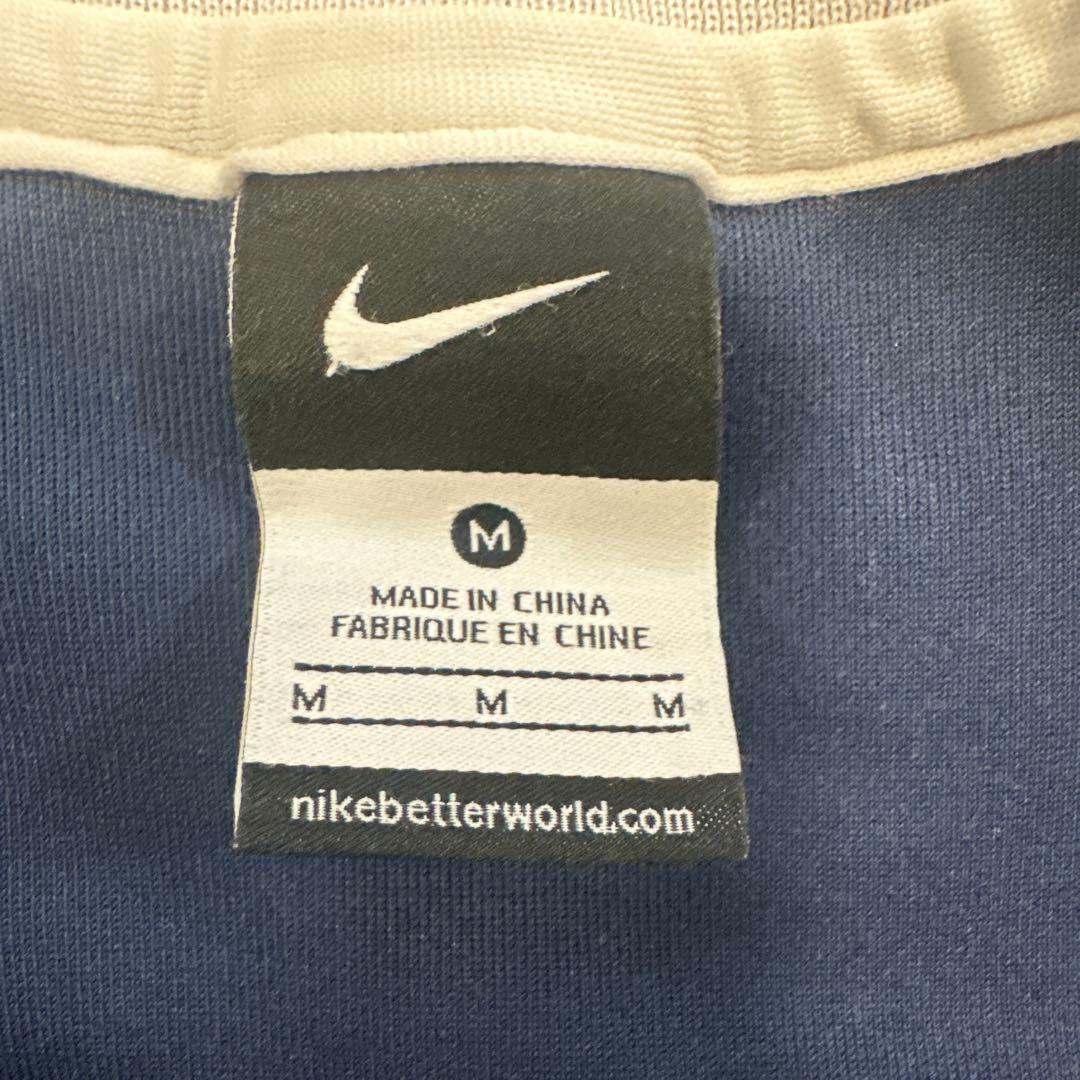 M
MADE IN CHINA
FABRIQUE EN CHINE
M M M
nikebetterworld.com